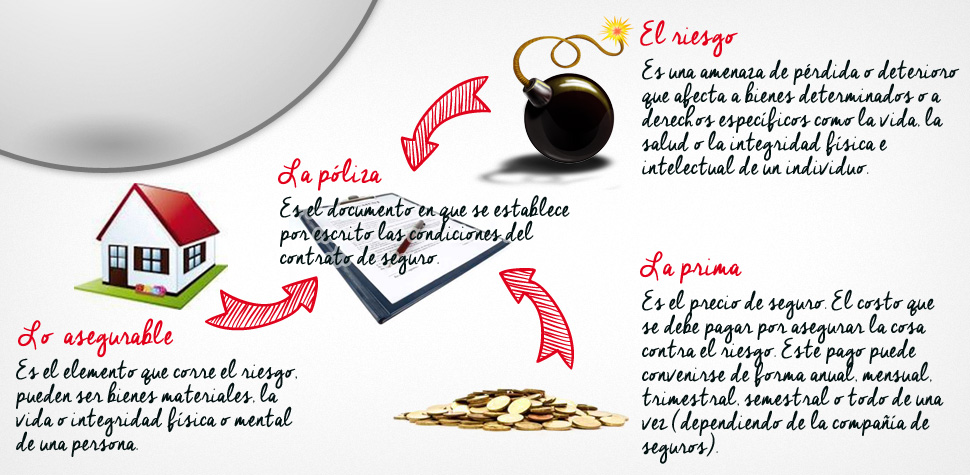 El riesgo
Es una amenaza de pérdida o deterioro
que afecta a bienes determinados o a
derechos específicos como la vida, la
salud o la integridad física e
intelectual de un individuo.
La póliza
Es el documento en que se establece
por escrito las condiciones del
contrato de seguro.
La prima
Es el precio de seguro. El costo que
se debe pagar por asegurar la cosa
contra el riesgo. Este pago puede
convenirse de forma anual, mensual,
trimestral, semestral o todo de una
vez (dependiendo de la compañía de
seguros).
Lo asegurable
Es el elemento que corre el riesgo,
pueden ser bienes materiales, la
vida o integridad física o mental
de una persona.